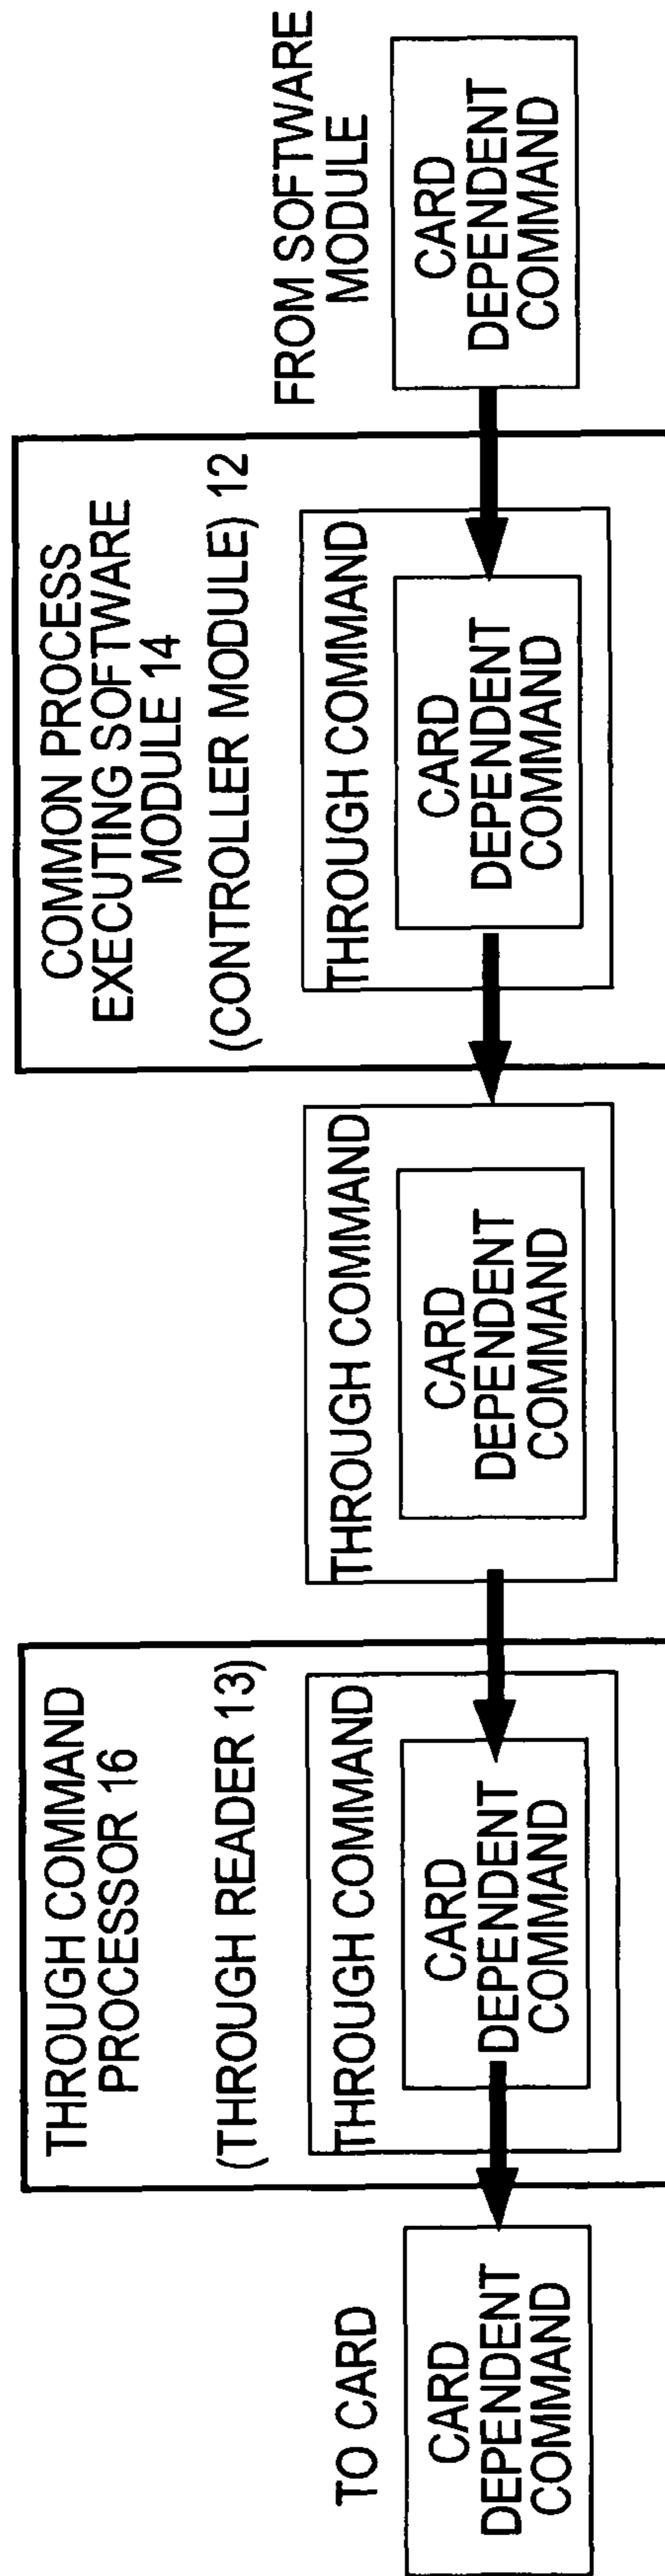 TO CARD
CARD
DEPENDENT
COMMAND
THROUGH COMMAND
PROCESSOR 16
(THROUGH READER 13)
THROUGH COMMAND
CARD
DEPENDENT
COMMAND
THROUGH COMMAND
CARD
DEPENDENT
COMMAND
COMMON PROCESS
EXECUTING SOFTWARE
MODULE 14
(CONTROLLER MODULE) 12
THROUGH COMMAND
CARD
DEPENDENT
COMMAND
FROM SOFTWARE
MODULE
CARD
DEPENDENT
COMMAND